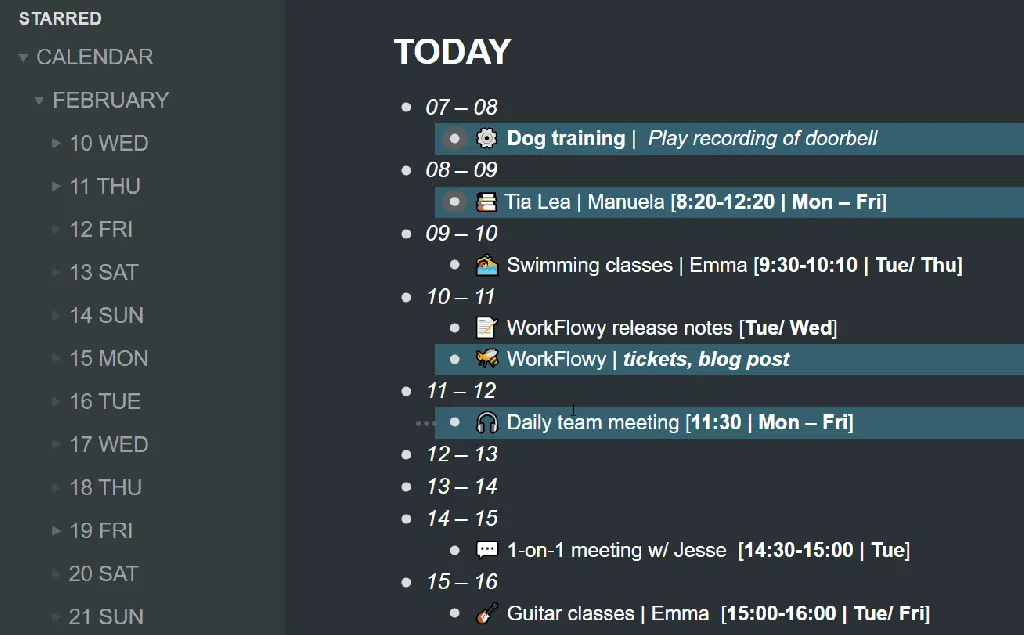 STARRED
CALENDAR
FEBRUARY
10 WED
11 THU
12 FRI
13 SAT
14 SUN
15 MON
16 TUE
17 WED
18 THU
19 FRI
20 SAT
21 SUN
TODAY
07 – 08
Dog training | Play recording of doorbell
08 – 09
Tia Lea | Manuela [8:20-12:20 | Mon – Fri]
09 – 10
Swimming classes | Emma [9:30-10:10 | Tue/ Thu]
10 – 11
WorkFlowy release notes [Tue/ Wed]
WorkFlowy | tickets, blog post
11 – 12
Daily team meeting [11:30 | Mon – Fri]
12 – 13
13 – 14
14 – 15
1-on-1 meeting w/ Jesse [14:30-15:00 | Tue]
15 – 16
Guitar classes | Emma [15:00-16:00 | Tue/ Fri]